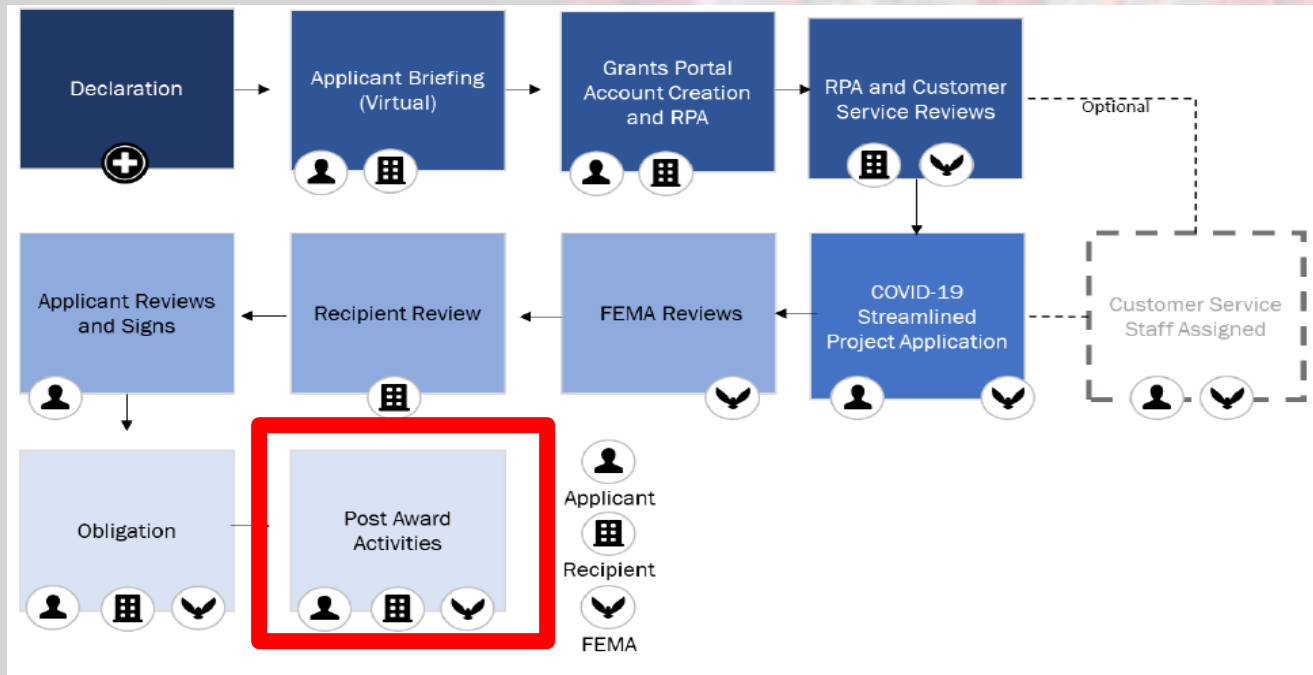 Declaration
Applicant Briefing
(Virtual)
Grants Portal
Account Creation
and RPA
RPA and Customer
Service Reviews
Optional
Applicant Reviews
and Signs
Recipient Review
FEMA Reviews
COVID-19
Streamlined
Project Application
Customer Service
Staff Assigned
Obligation
Post Award
Activities
Applicant
Recipient
FEMA